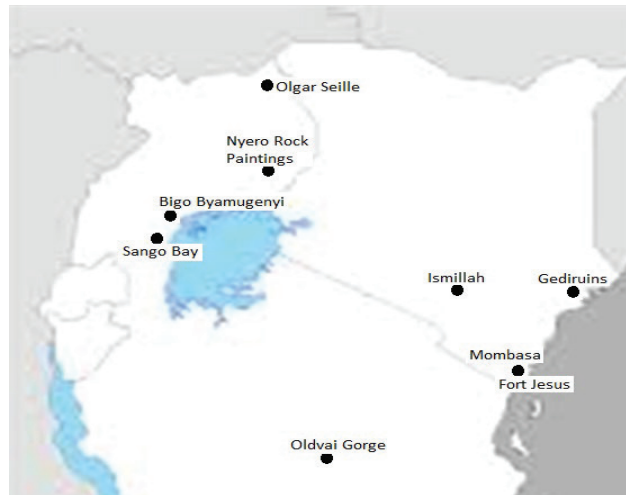 Olgar Seille
Nyero Rock
Paintings
Bigo Byamugenyi
Sango Bay
Ismillah
Gediruins
Mombasa
Fort Jesus
Oldvai Gorge